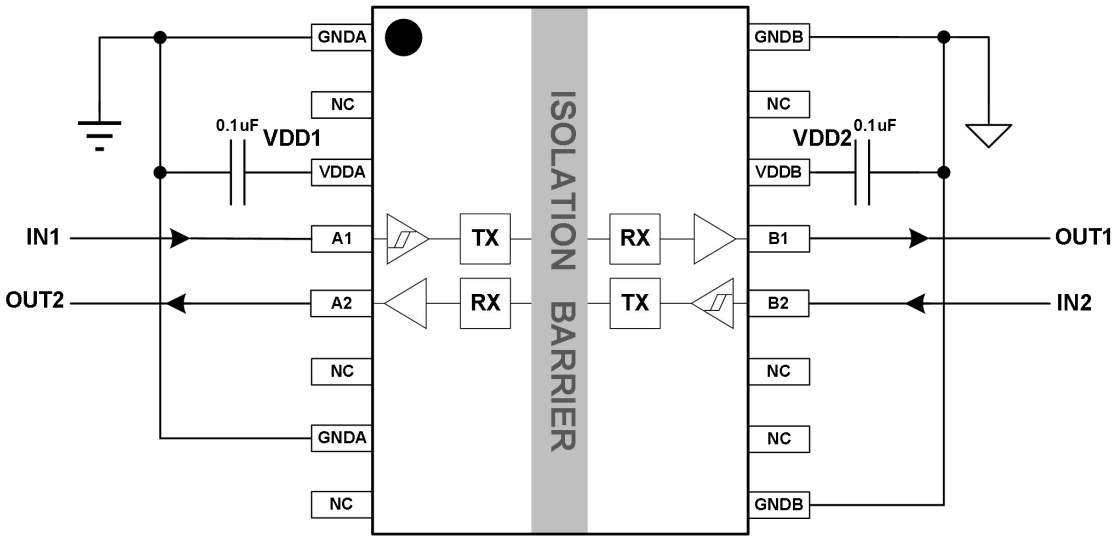 GNDA
GNDB
NC
NC
0.1uF
VDD1
VDD2
0.1uF
VDDA
VDDB
IN1
A1
TX
RX
B1
OUT1
OUT2
A2
RX
TX
B2
IN2
ISOLATION BARRIER
NC
NC
GNDA
NC
NC
GNDB